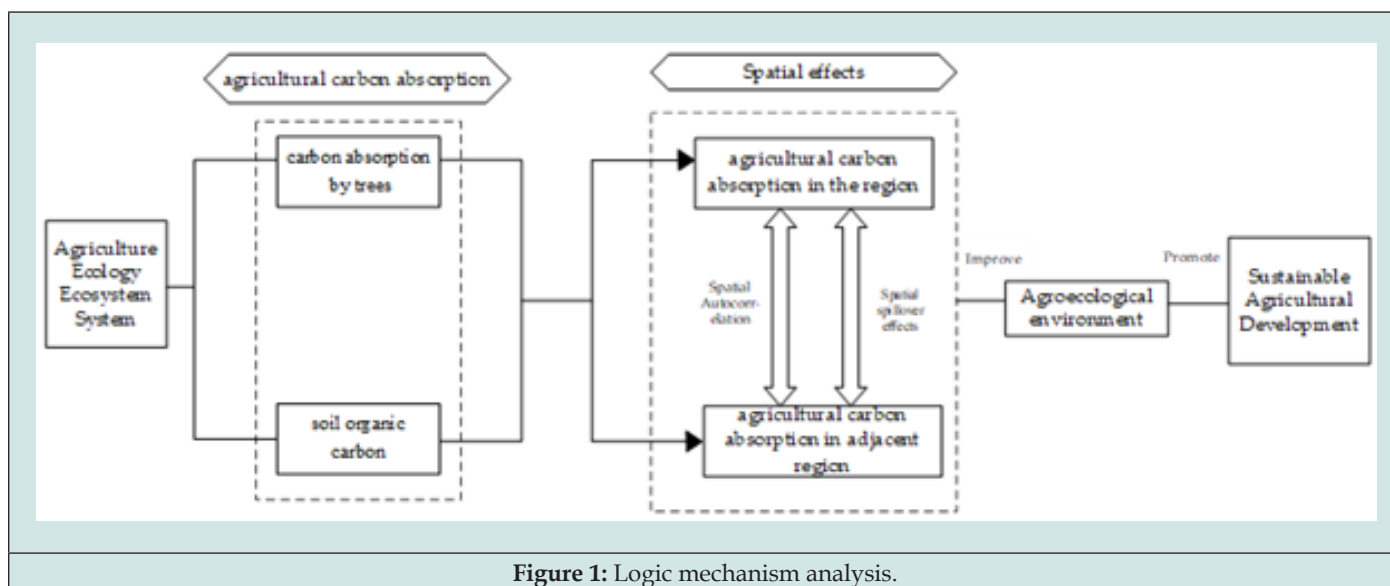 agricultural carbon absorption
Spatial effects
Agriculture
Ecology
Ecosystem
System
carbon absorption
by trees
soil organic
carbon
agricultural carbon
absorption in the region
Spatial
Autocorr-
elation
Spatial
spillover
effects
agricultural carbon
absorption in adjacent
region
Improve
Agroecological
environment
Promote
Sustainable
Agricultural
Development
Figure 1: Logic mechanism analysis.